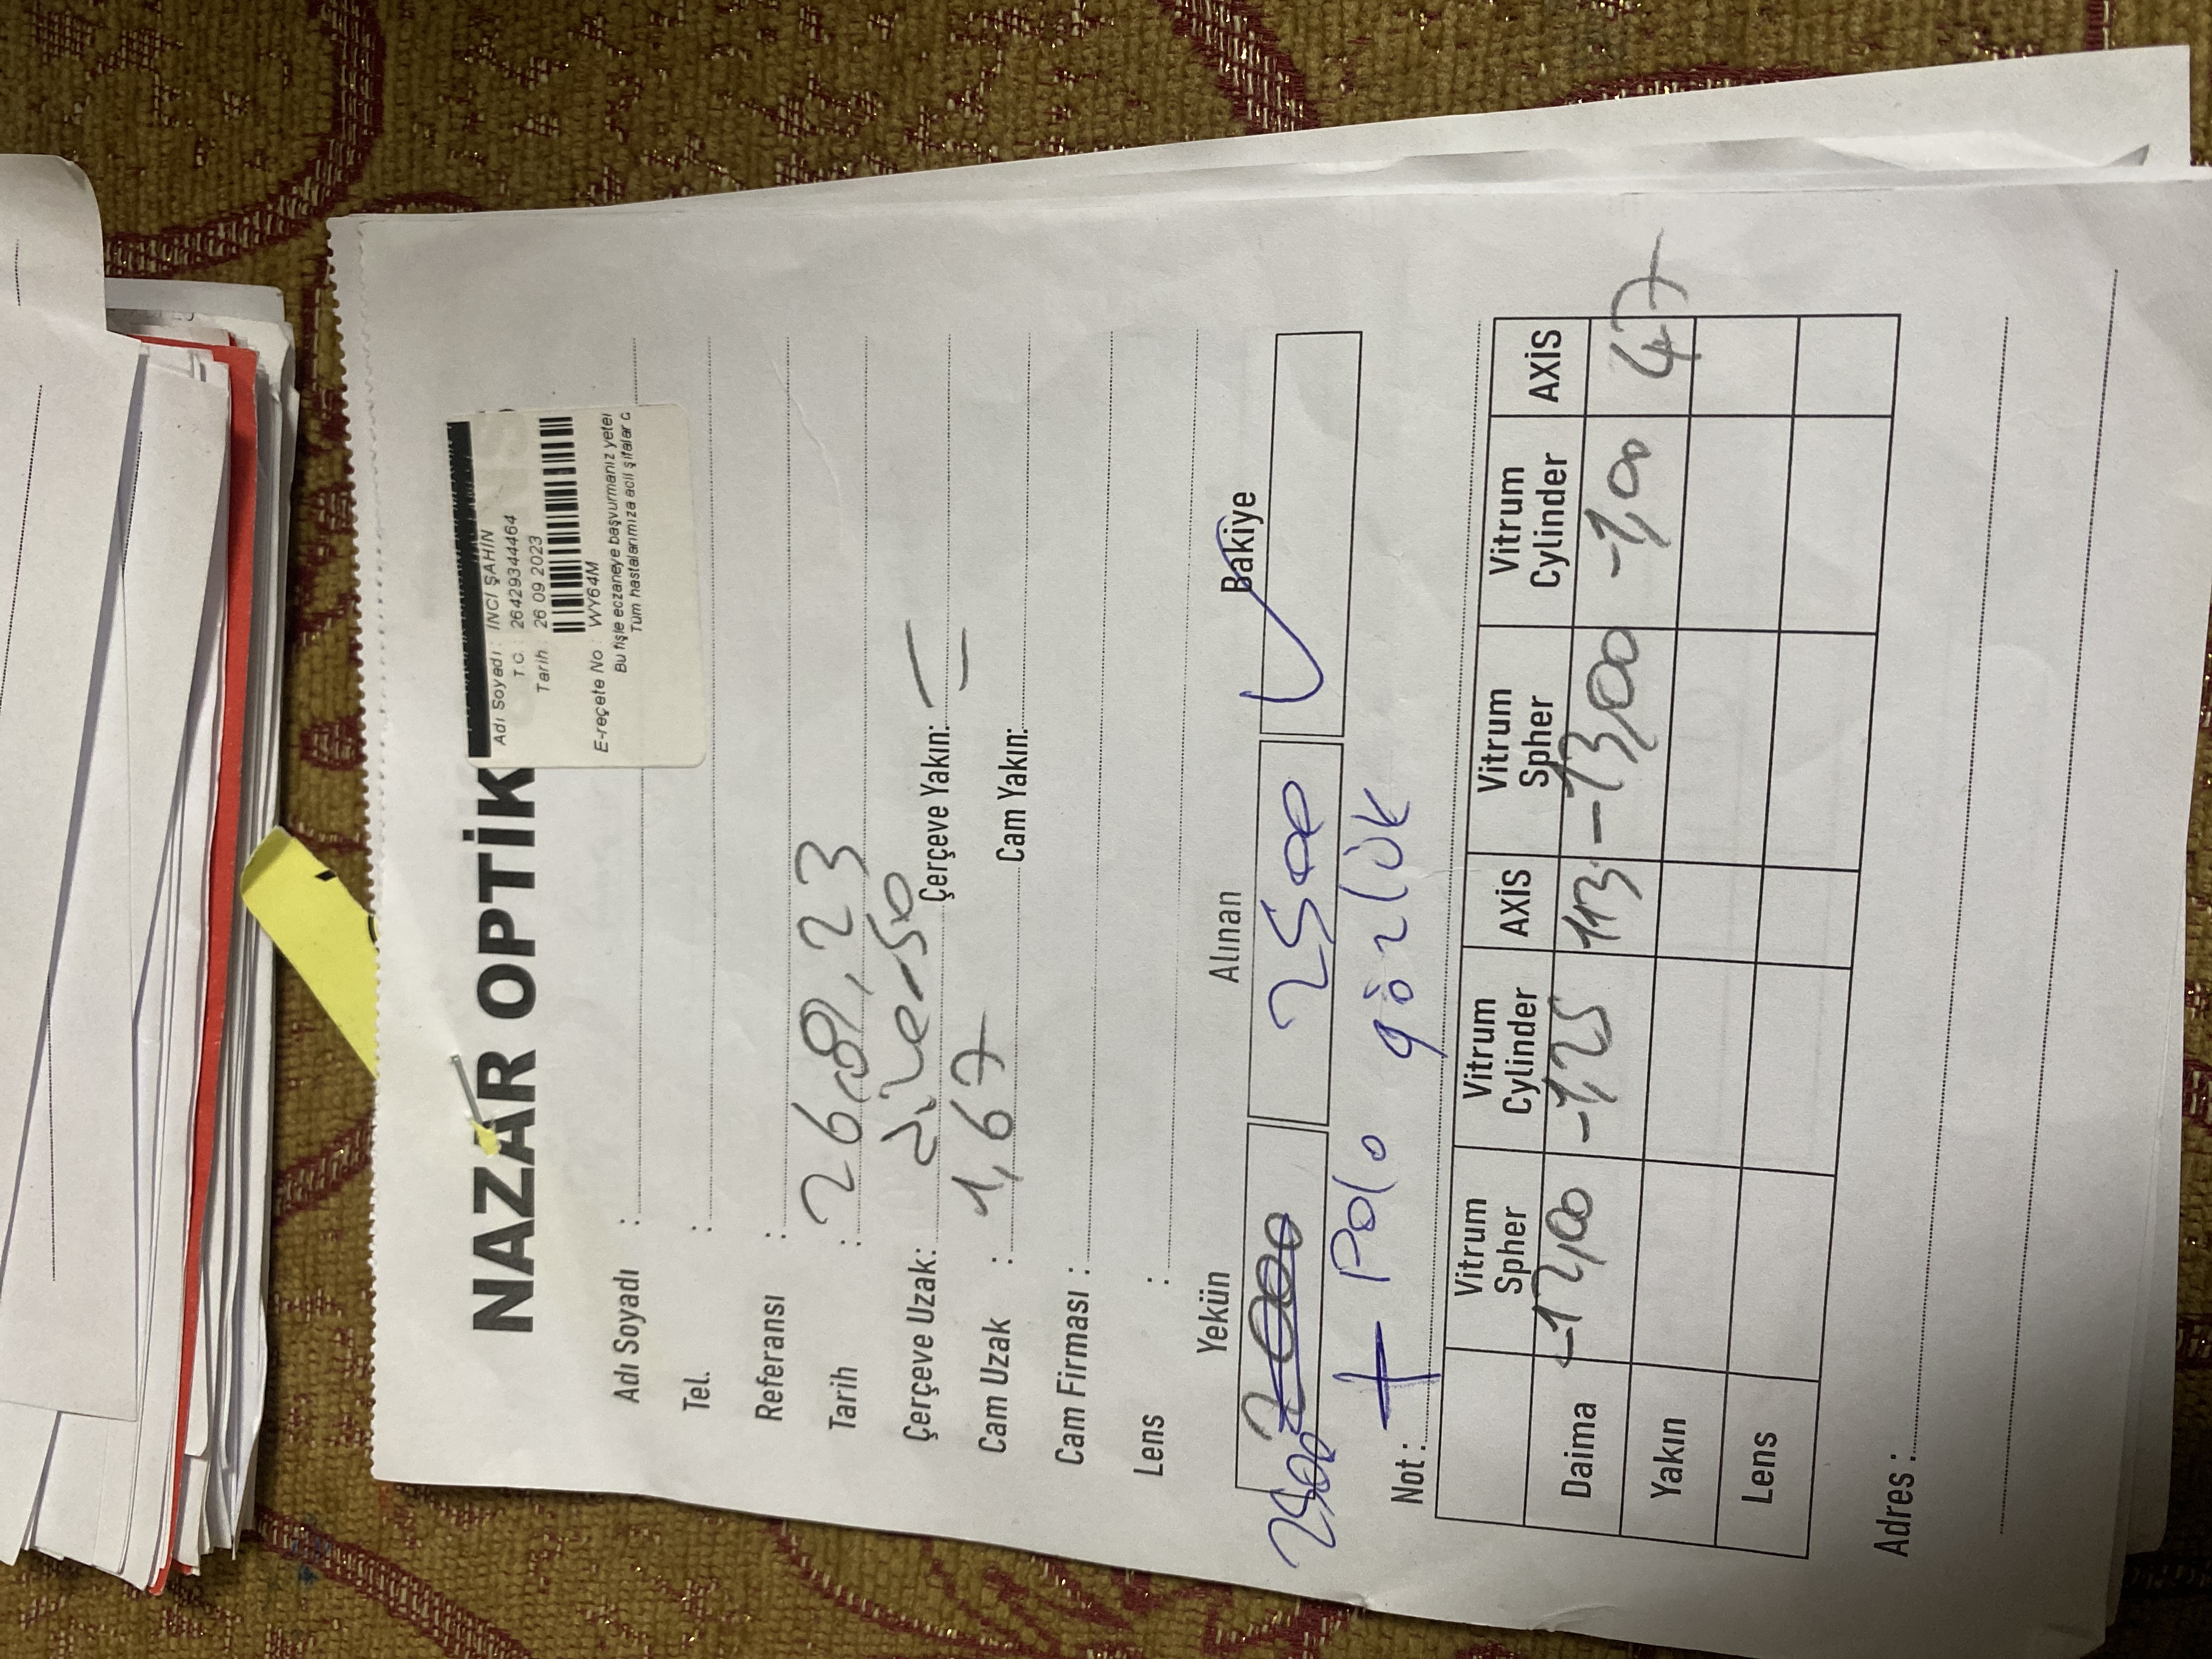 NAZAR OPTİK
Adı Soyadı : İNCİ ŞAHİN
T.C. : 26429344464
Tarih : 26 09 2023
E-reçete No : WY64M
Bu fişle eczaneye başvurmanız yeter
Tüm hastalarımıza acil şifalar d
Adı Soyadı :
Tel. :
Referansı :
Tarih : 26, 23
Çerçeve Uzak: Çerçeve Yakın:
Cam Uzak : 1,67 Cam Yakın:
Cam Firması :
Lens :
Yekün Alınan Bakiye
2500 2000 2500
+ Polo gözlük
Not :
Vitrum Spher Vitrum Cylinder AXİS Vitrum Spher Vitrum Cylinder AXİS
Daima -12,00 -1,25 113 -13,00 -1,00 47
Yakın
Lens
Adres :